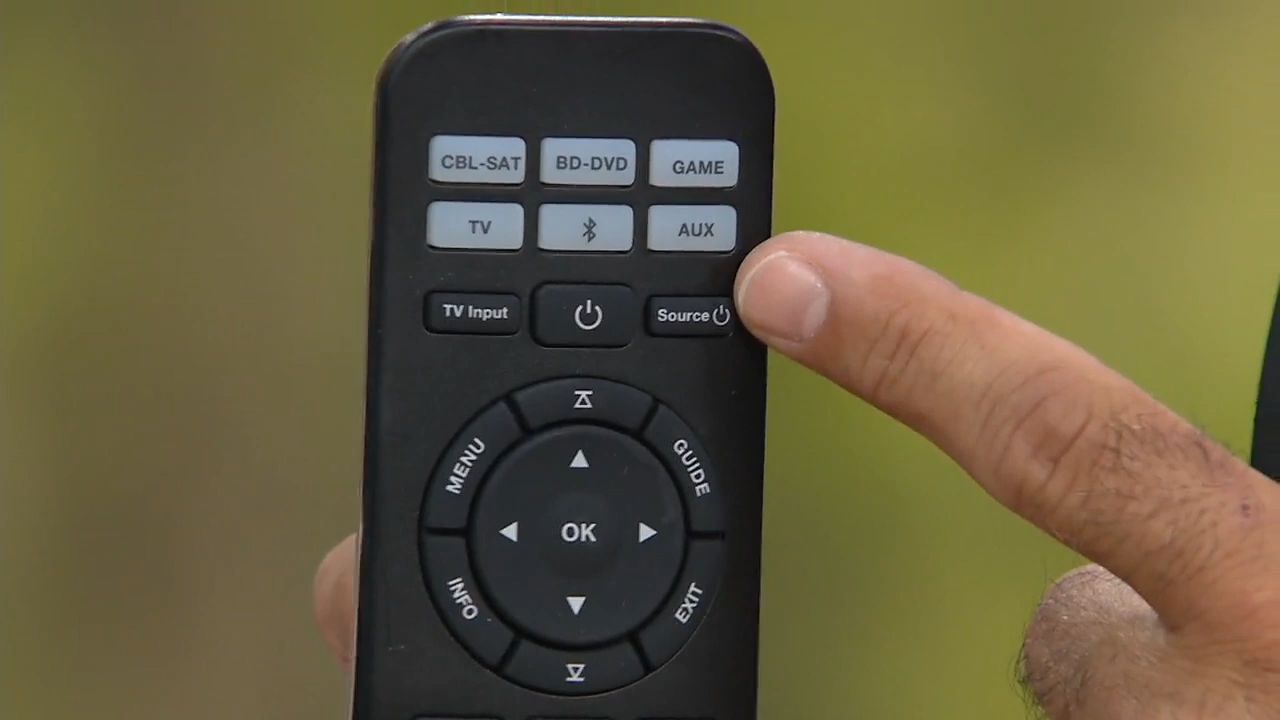 CBL-SAT BD-DVD GAME
TV AUX
TV Input Source
MENU GUIDE
OK
INFO EXIT